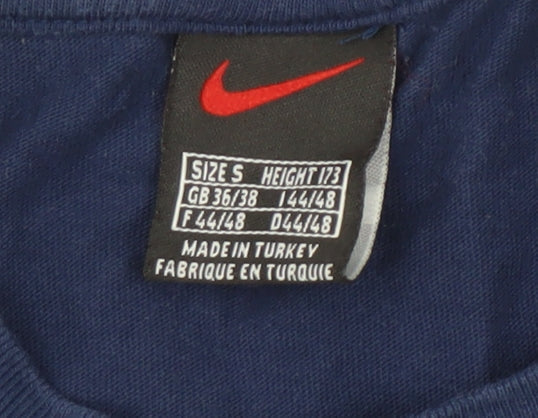 SIZE S HEIGHT 173
GB 36/38 I 44/48
F 44/48 D 44/48
MADE IN TURKEY
FABRIQUE EN TURQUIE